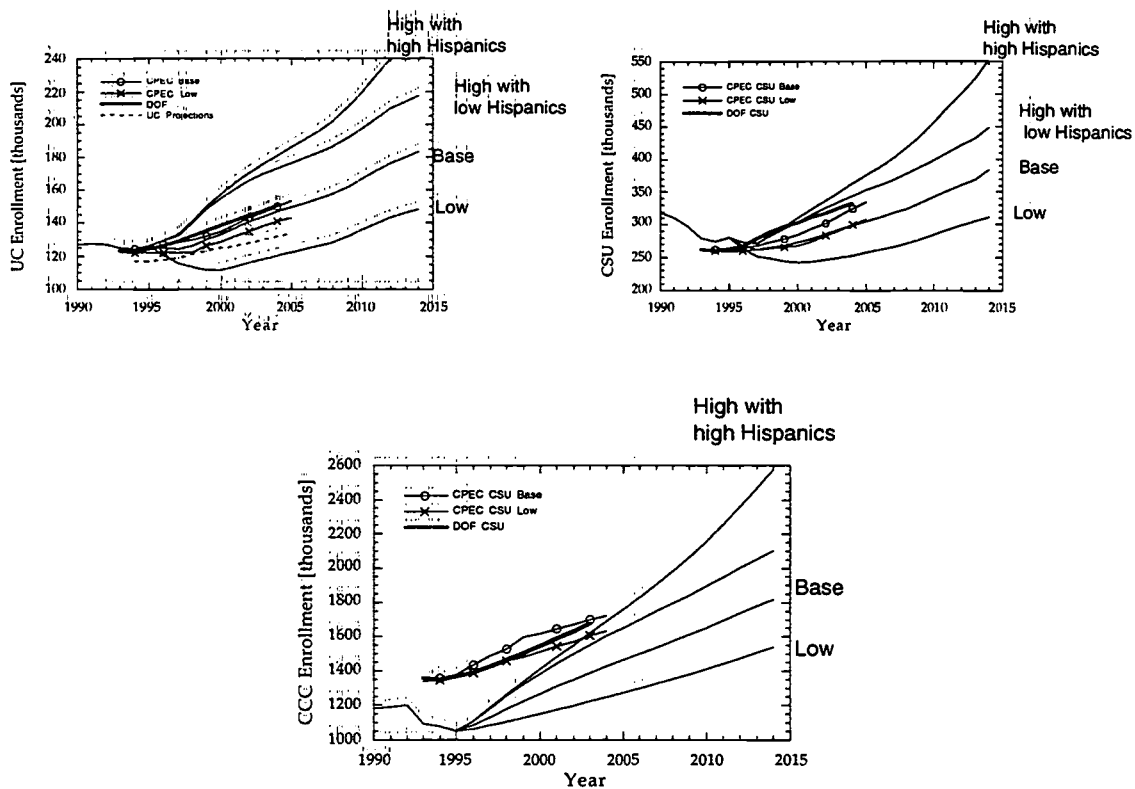 High with
high Hispanics
240
220
200
180
160
140
120
100
UC Enrollment [thousands]
CPEC Base
CPEC Low
DOF
UC Projections
High with
low Hispanics
Base
Low
1990
1995
2000
2005
2010
2015
Year
High with
high Hispanics
550
500
450
400
350
300
250
200
CSU Enrollment [thousands]
CPEC CSU Base
CPEC CSU Low
DOF CSU
High with
low Hispanics
Base
Low
1990
1995
2000
2005
2010
2015
Year
High with
high Hispanics
2600
2400
2200
2000
1800
1600
1400
1200
1000
CCC Enrollment [thousands]
CPEC CSU Base
CPEC CSU Low
DOF CSU
Base
Low
1990
1995
2000
2005
2010
2015
Year